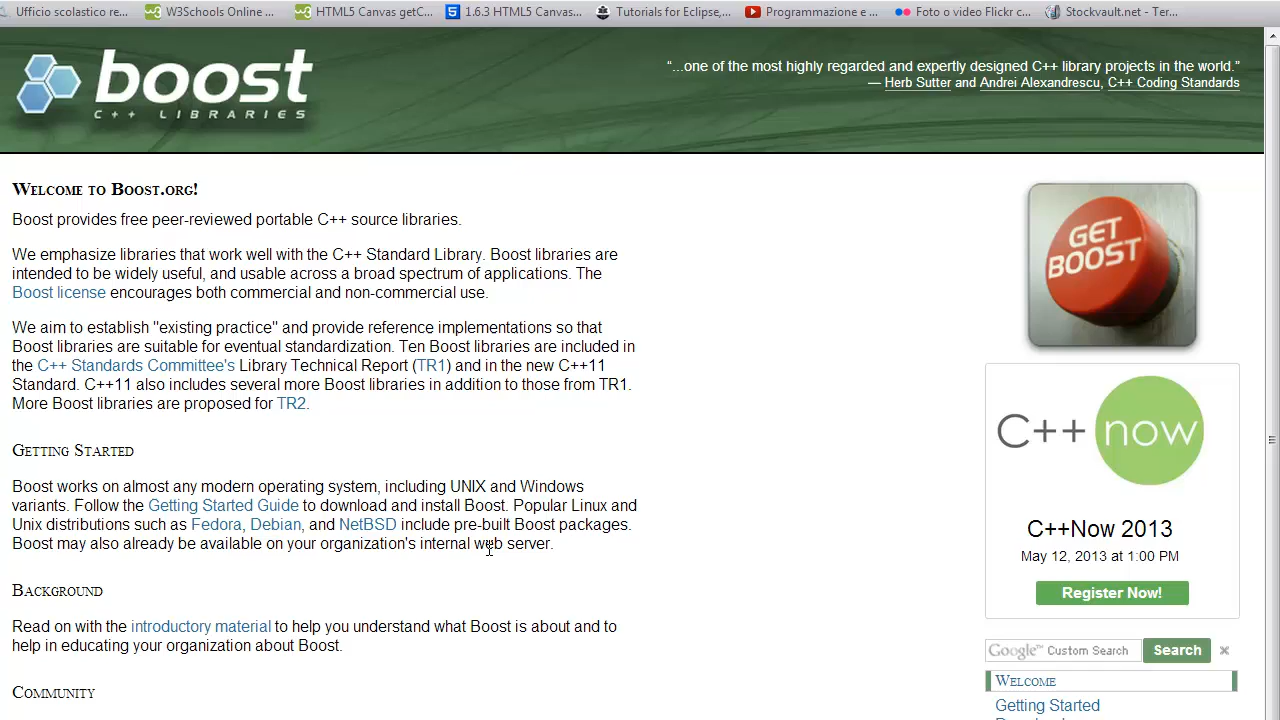 Ufficio scolastico re...
W3Schools Online ...
HTML5 Canvas getC...
1.6.3 HTML5 Canvas...
Tutorials for Eclipse,...
Programmazione e ...
Foto o video Flickr c...
Stockvault.net - Ter...
boost
C++ LIBRARIES
“...one of the most highly regarded and expertly designed C++ library projects in the world.”
— Herb Sutter and Andrei Alexandrescu, C++ Coding Standards
Welcome to Boost.org!
Boost provides free peer-reviewed portable C++ source libraries.
We emphasize libraries that work well with the C++ Standard Library. Boost libraries are
intended to be widely useful, and usable across a broad spectrum of applications. The
Boost license encourages both commercial and non-commercial use.
We aim to establish "existing practice" and provide reference implementations so that
Boost libraries are suitable for eventual standardization. Ten Boost libraries are included in
the C++ Standards Committee's Library Technical Report (TR1) and in the new C++11
Standard. C++11 also includes several more Boost libraries in addition to those from TR1.
More Boost libraries are proposed for TR2.
Getting Started
Boost works on almost any modern operating system, including UNIX and Windows
variants. Follow the Getting Started Guide to download and install Boost. Popular Linux and
Unix distributions such as Fedora, Debian, and NetBSD include pre-built Boost packages.
Boost may also already be available on your organization's internal web server.
Background
Read on with the introductory material to help you understand what Boost is about and to
help in educating your organization about Boost.
Community
GET
BOOST
C++ now
C++Now 2013
May 12, 2013 at 1:00 PM
Register Now!
Google™ Custom Search
Search
Welcome
Getting Started